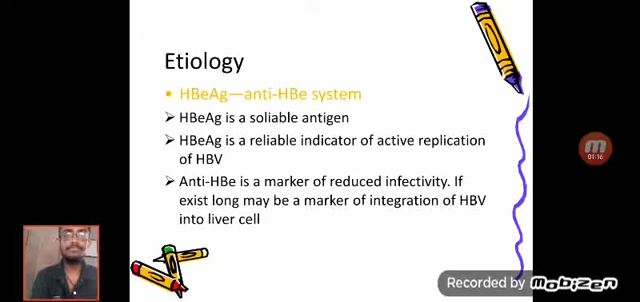 Etiology
• HBeAg—anti-HBe system
➤ HBeAg is a soliable antigen
➤ HBeAg is a reliable indicator of active replication
of HBV
➤ Anti-HBe is a marker of reduced infectivity. If
exist long may be a marker of integration of HBV
into liver cell
01:16
Recorded by mobizen